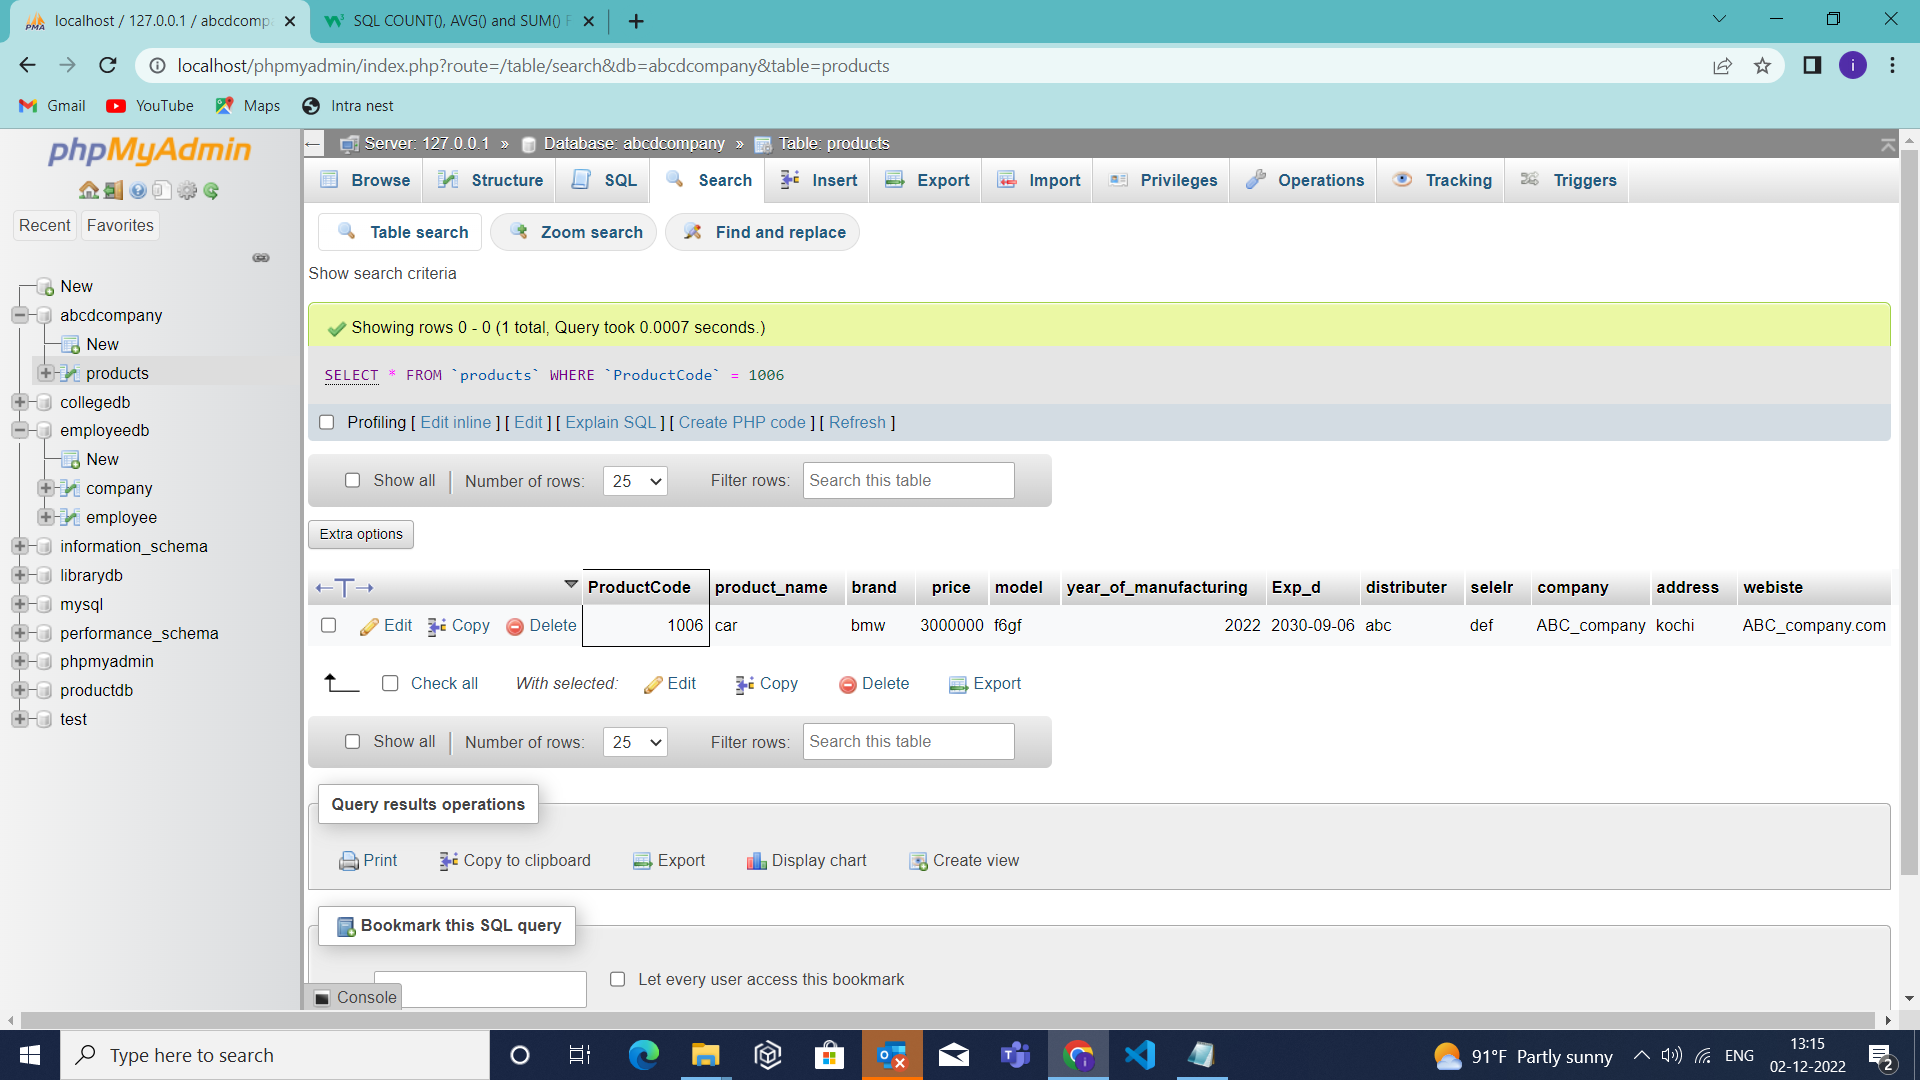 localhost / 127.0.0.1 / abcdcomp
SQL COUNT(), AVG() and SUM() F
localhost/phpmyadmin/index.php?route=/table/search&db=abcdcompany&table=products
i
Gmail YouTube Maps Intra nest
phpMyAdmin
Recent Favorites
New
abcdcompany
New
products
collegedb
employeedb
New
company
employee
information_schema
librarydb
mysql
performance_schema
phpmyadmin
productdb
test
Server: 127.0.0.1 » Database: abcdcompany » Table: products
Browse Structure SQL Search Insert Export Import Privileges Operations Tracking Triggers
Table search Zoom search Find and replace
Show search criteria
Showing rows 0 - 0 (1 total, Query took 0.0007 seconds.)
SELECT * FROM `products` WHERE `ProductCode` = 1006
Profiling [ Edit inline ] [ Edit ] [ Explain SQL ] [ Create PHP code ] [ Refresh ]
Show all Number of rows: 25 Filter rows: Search this table
Extra options
←T→ ProductCode product_name brand price model year_of_manufacturing Exp_d distributer selelr company address webiste
Edit Copy Delete 1006 car bmw 3000000 f6gf 2022 2030-09-06 abc def ABC_company kochi ABC_company.com
Check all With selected: Edit Copy Delete Export
Show all Number of rows: 25 Filter rows: Search this table
Query results operations
Print Copy to clipboard Export Display chart Create view
Bookmark this SQL query
Let every user access this bookmark
Console
Type here to search
91°F Partly sunny ENG
13:15
02-12-2022
2